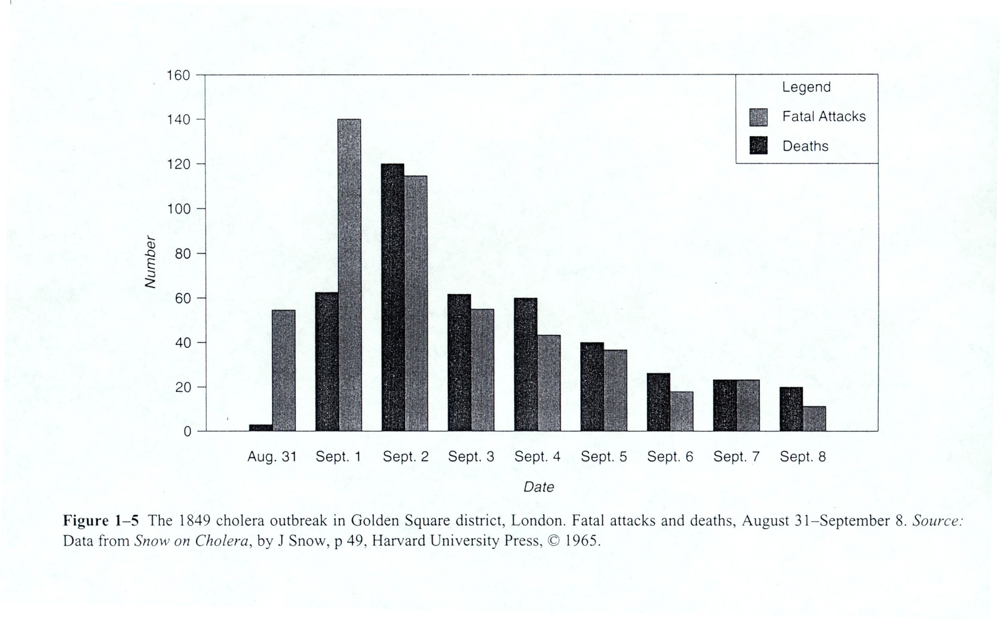 160
140
120
100
80
60
40
20
0
Number
Legend
Fatal Attacks
Deaths
Aug. 31 Sept. 1 Sept. 2 Sept. 3 Sept. 4 Sept. 5 Sept. 6 Sept. 7 Sept. 8
Date
Figure 1–5 The 1849 cholera outbreak in Golden Square district, London. Fatal attacks and deaths, August 31–September 8. Source:
Data from Snow on Cholera, by J Snow, p 49, Harvard University Press, © 1965.